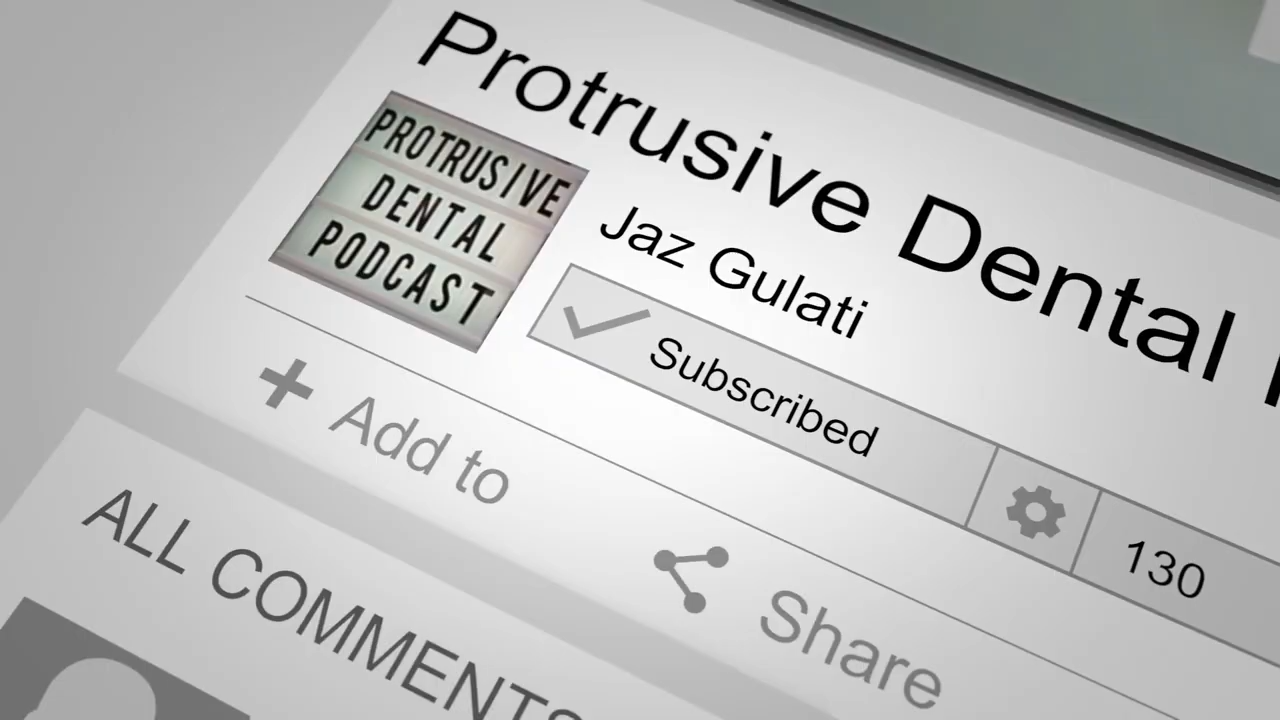 Protrusive Dental
PROTRUSIVE
DENTAL
PODCAST
Jaz Gulati
Subscribed
130
Add to
Share
ALL COMMENTS